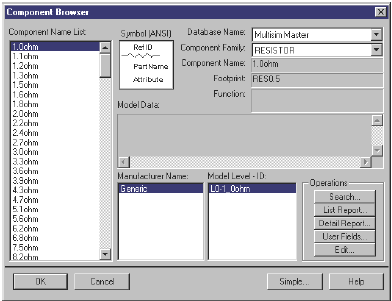 Component Browser
Component Name List
1.0ohm
1.1ohm
1.2ohm
1.3ohm
1.5ohm
1.6ohm
1.8ohm
2.0ohm
2.2ohm
2.4ohm
2.7ohm
3.0ohm
3.3ohm
3.6ohm
3.9ohm
4.3ohm
4.7ohm
5.1ohm
5.6ohm
6.2ohm
6.8ohm
7.5ohm
8.2ohm
Symbol (ANSI)
RefID
PartName
Attribute
Database Name: Multisim Master
Component Family: RESISTOR
Component Name: 1.0ohm
Footprint: RES0.5
Function:
Model Data:
Manufacturer Name:
Generic
Model Level - ID:
L0-1_0ohm
Operations
Search...
List Report...
Detail Report...
User Fields...
Edit...
OK
Cancel
Simple...
Help